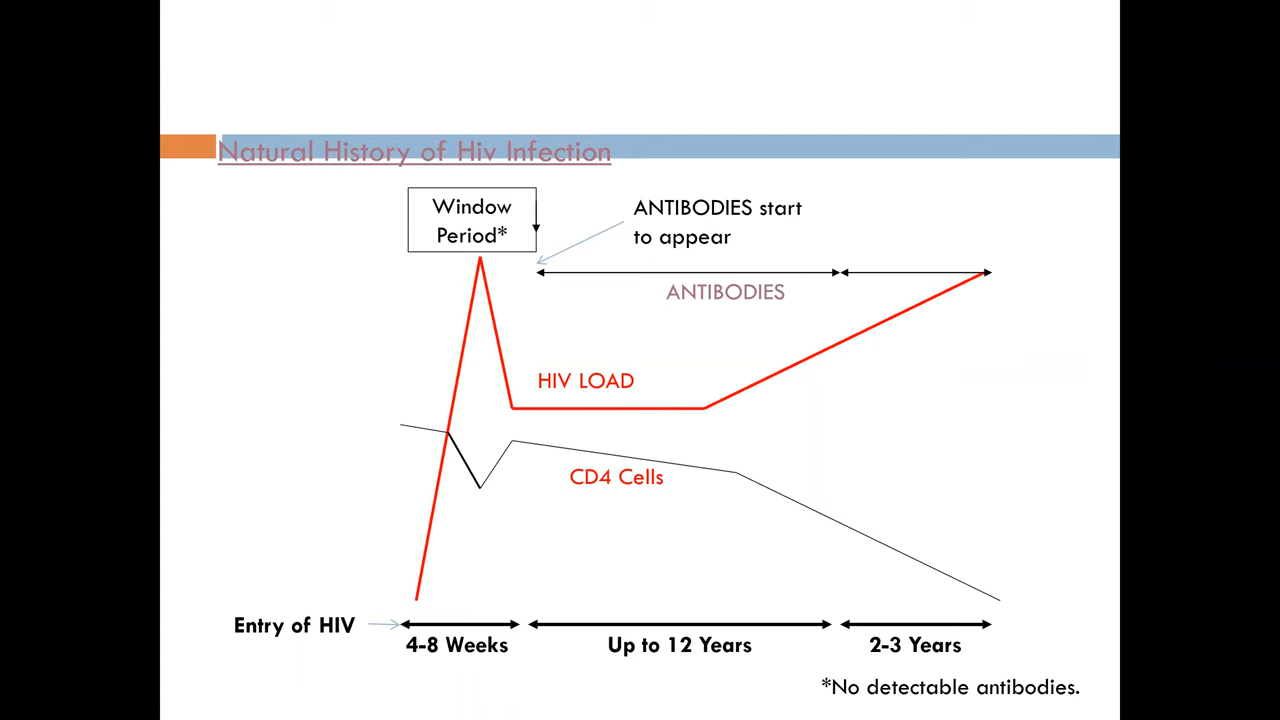 Natural History of Hiv Infection
Window
Period*
ANTIBODIES start
to appear
ANTIBODIES
HIV LOAD
CD4 Cells
Entry of HIV
4-8 Weeks
Up to 12 Years
2-3 Years
*No detectable antibodies.